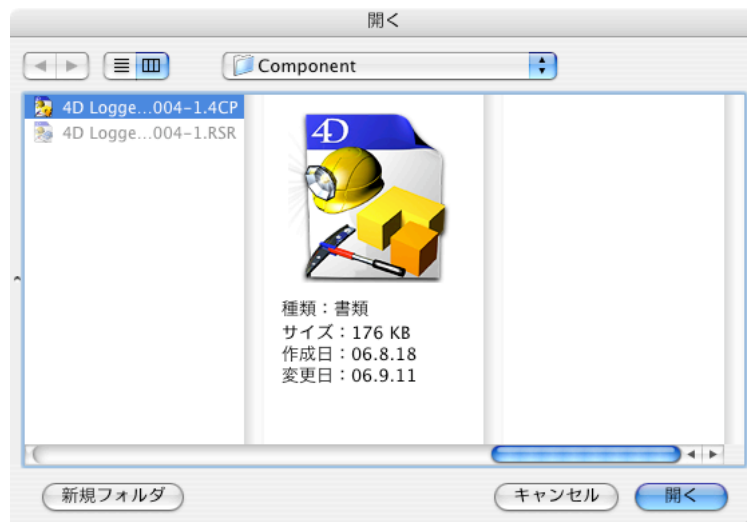 開く
Component
4D Logge...004-1.4CP
4D Logge...004-1.RSR
4D
種類：書類
サイズ：176 KB
作成日：06.8.18
変更日：06.9.11
新規フォルダ
キャンセル
開く